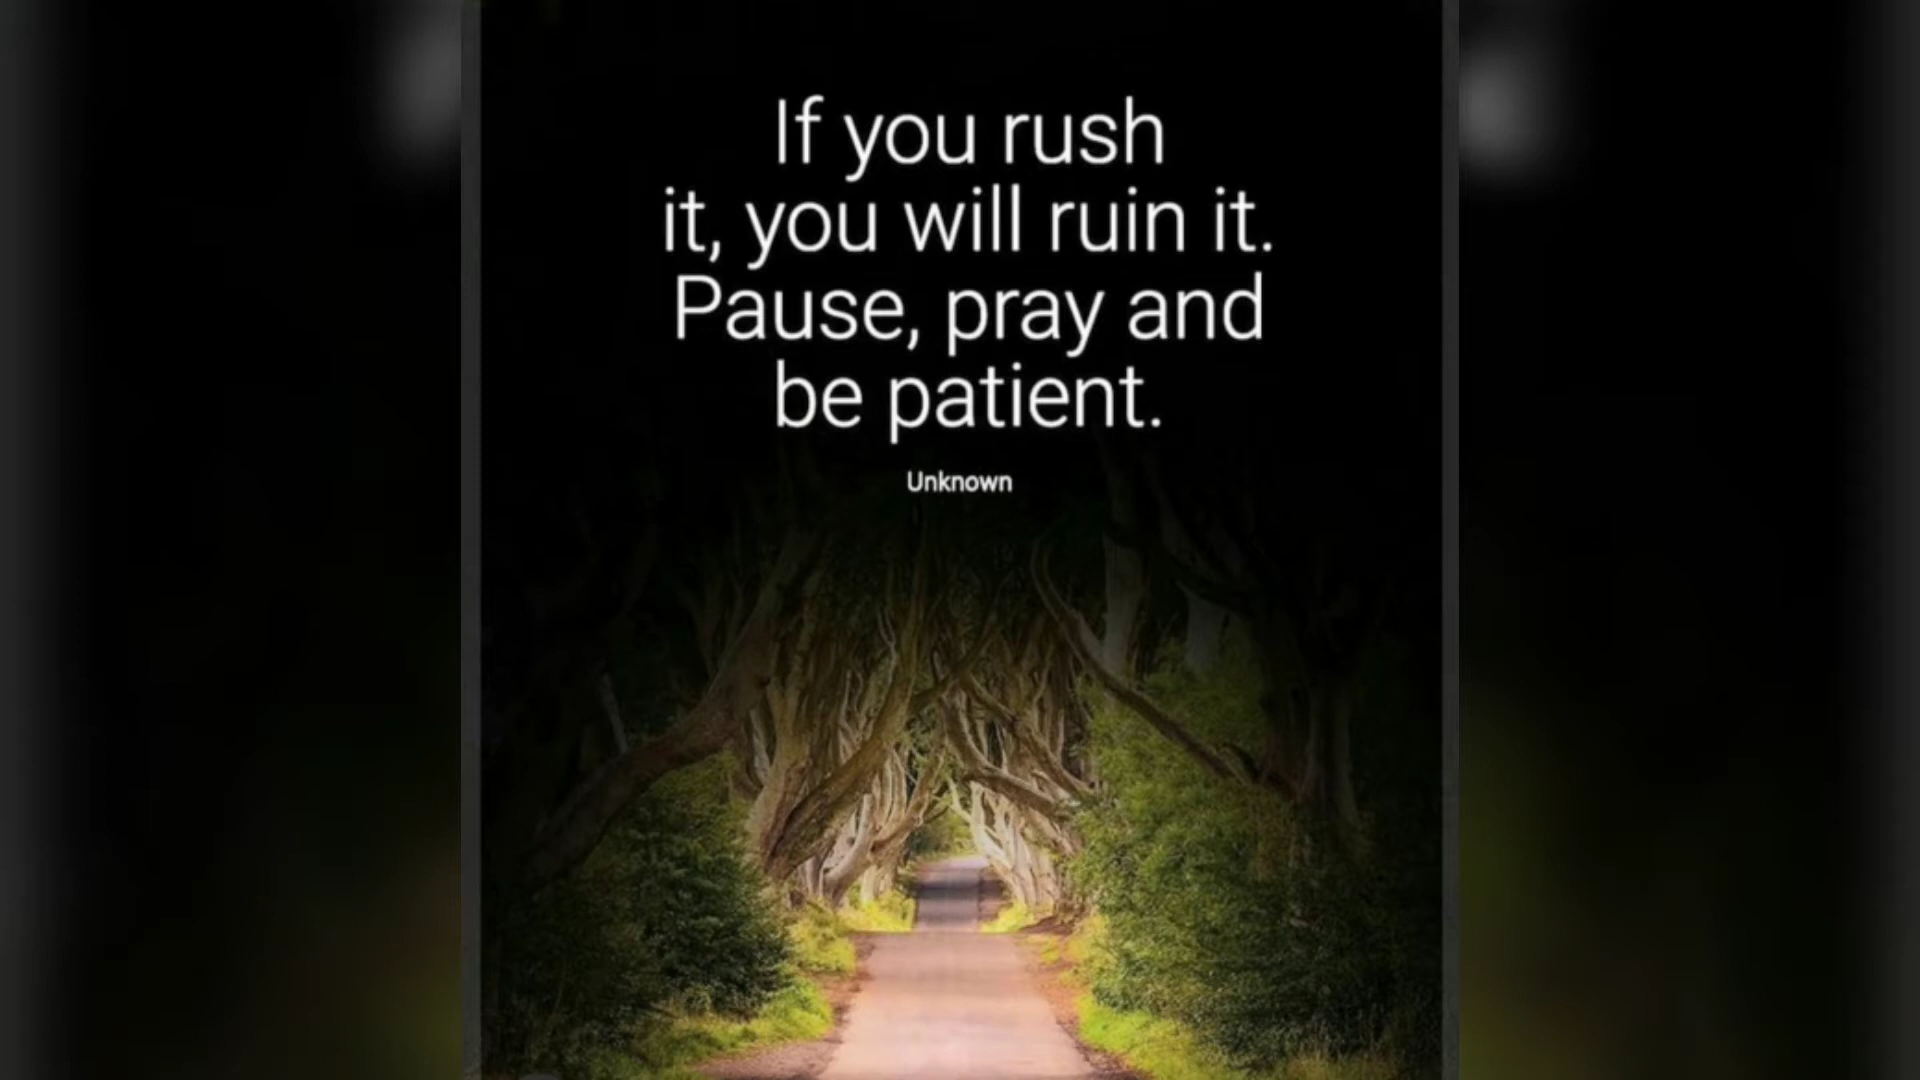 If you rush
it, you will ruin it.
Pause, pray and
be patient.
Unknown